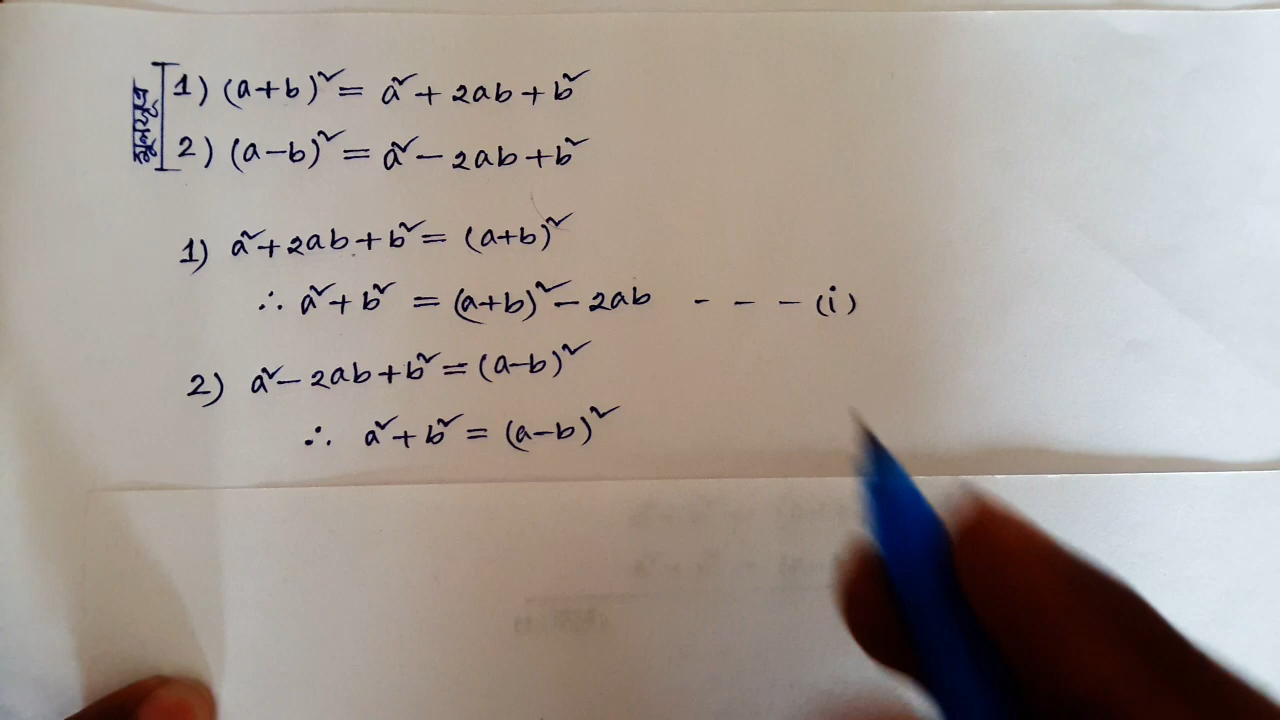 1) (a+b)² = a² + 2ab + b²
2) (a-b)² = a² - 2ab + b²
1) a² + 2ab + b² = (a+b)²
∴ a² + b² = (a+b)² - 2ab - - - (i)
2) a² - 2ab + b² = (a-b)²
∴ a² + b² = (a-b)²